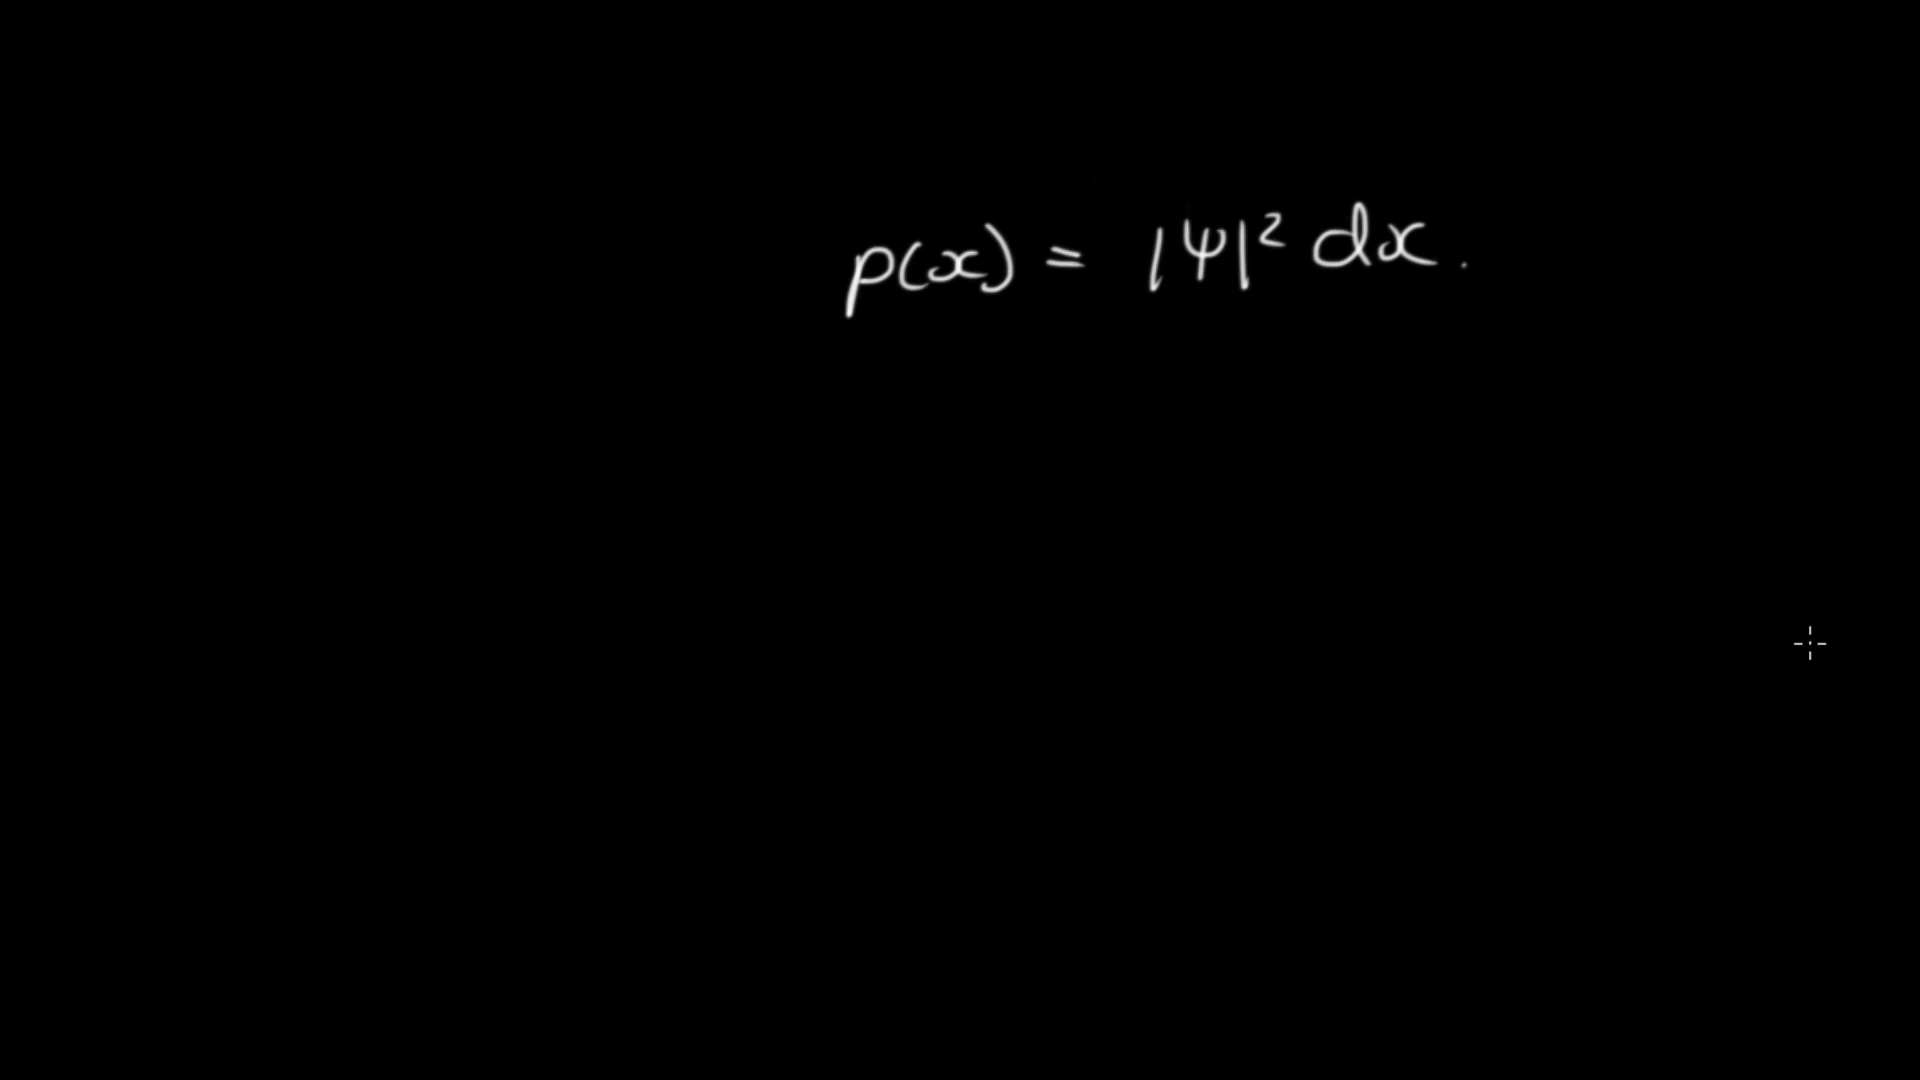 p(x) = |ψ|² dx.